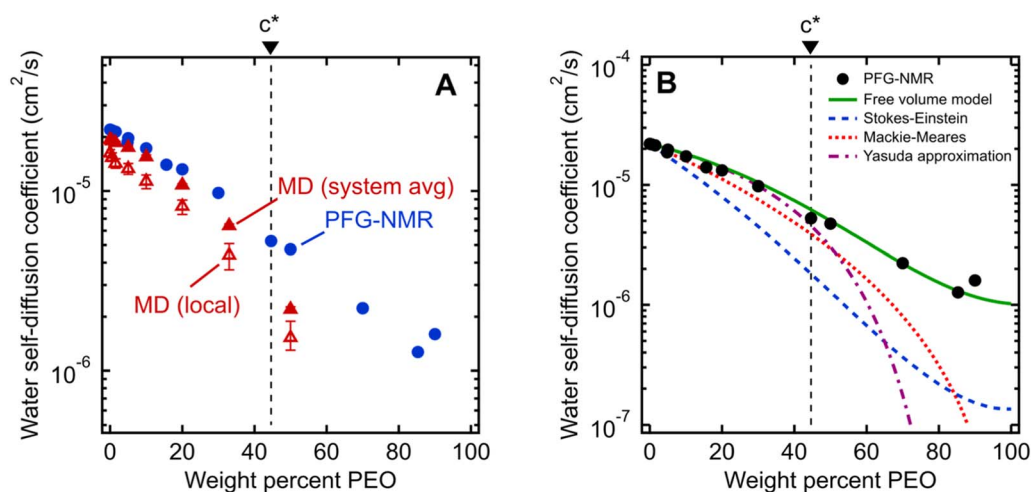 c*
A
Water self-diffusion coefficient (cm²/s)
10⁻⁵
10⁻⁶
MD (system avg)
PFG-NMR
MD (local)
0 20 40 60 80 100
Weight percent PEO
c*
B
Water self-diffusion coefficient (cm²/s)
10⁻⁴
10⁻⁵
10⁻⁶
10⁻⁷
PFG-NMR
Free volume model
Stokes-Einstein
Mackie-Meares
Yasuda approximation
0 20 40 60 80 100
Weight percent PEO